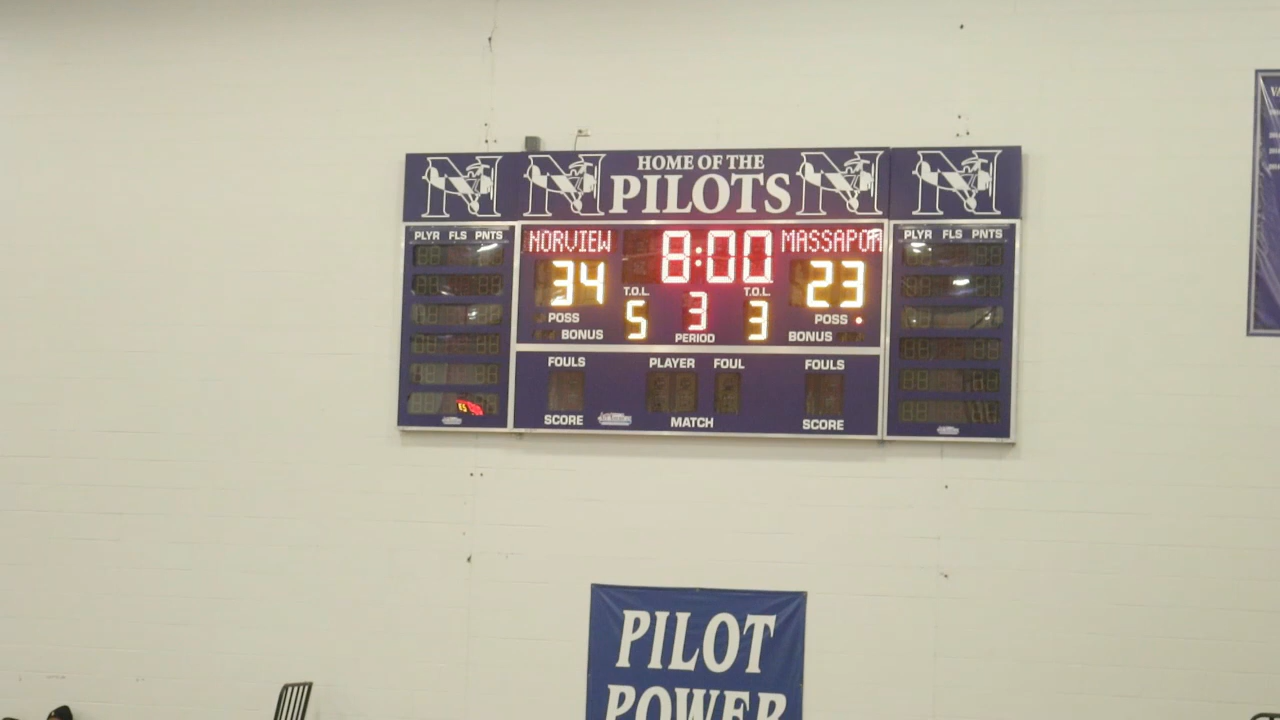 HOME OF THE
PILOTS
PLYR FLS PNTS
NORVIEW 8:00 MASSAPOA
PLYR FLS PNTS
34 T.O.L. T.O.L. 23
5 3 3
POSS POSS
BONUS PERIOD BONUS
FOULS PLAYER FOUL FOULS
SCORE MATCH SCORE
PILOT
POWER